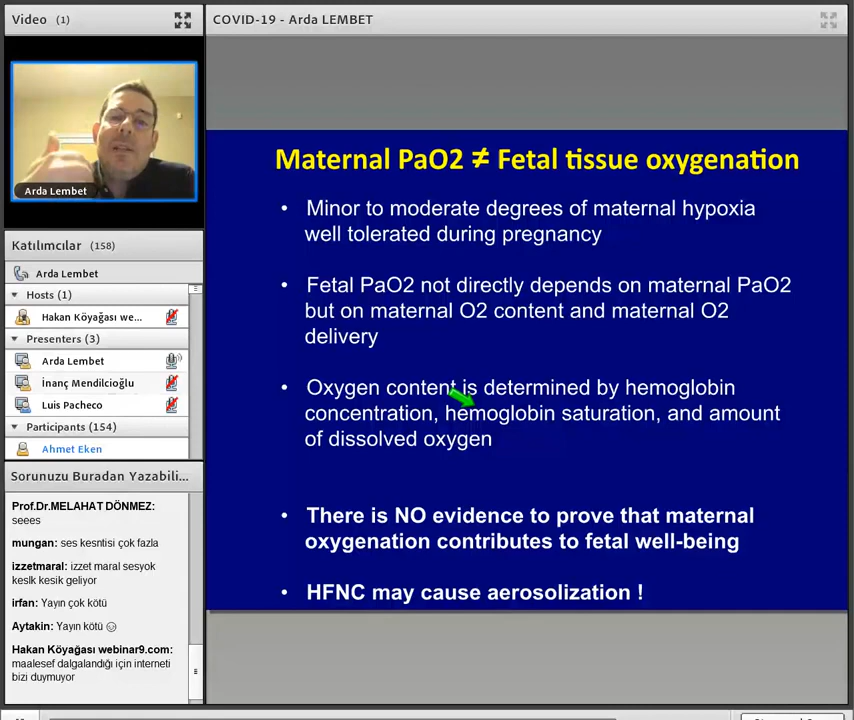 Video (1)
Arda Lembet
Katılımcılar (158)
Arda Lembet
Hosts (1)
Hakan Köyağası we...
Presenters (3)
Arda Lembet
İnanç Mendilcioğlu
Luis Pacheco
Participants (154)
Ahmet Eken
Sorunuzu Buradan Yazabili...
Prof.Dr.MELAHAT DÖNMEZ:
seees
mungan: ses kesntisi çok fazla
izzetmaral: izzet maral sesyok
keslk kesik geliyor
irfan: Yayın çok kötü
Aytakin: Yayın kötü ☹
Hakan Köyağası webinar9.com:
maalesef dalgalandığı için interneti
bizi duymuyor
COVID-19 - Arda LEMBET
Maternal PaO2 ≠ Fetal tissue oxygenation
• Minor to moderate degrees of maternal hypoxia
well tolerated during pregnancy
• Fetal PaO2 not directly depends on maternal PaO2
but on maternal O2 content and maternal O2
delivery
• Oxygen content is determined by hemoglobin
concentration, hemoglobin saturation, and amount
of dissolved oxygen
• There is NO evidence to prove that maternal
oxygenation contributes to fetal well-being
• HFNC may cause aerosolization !